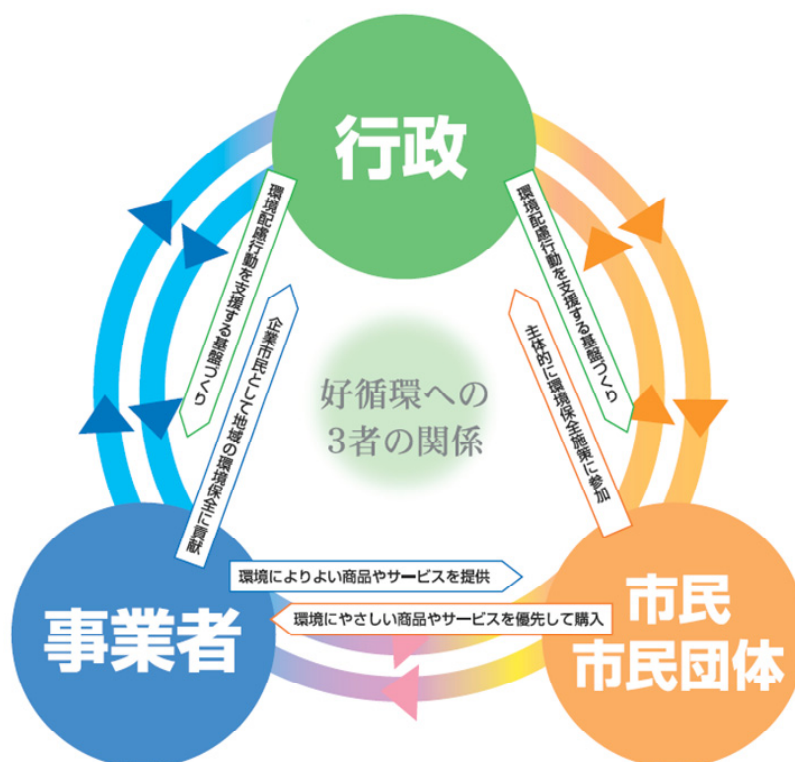 行政
環境配慮行動を支援する基盤づくり
環境配慮行動を支援する基盤づくり
企業市民として地域の環境保全に貢献
主体的に環境保全施策に参加
好循環への
3者の関係
環境によりよい商品やサービスを提供
環境にやさしい商品やサービスを優先して購入
事業者
市民
市民団体